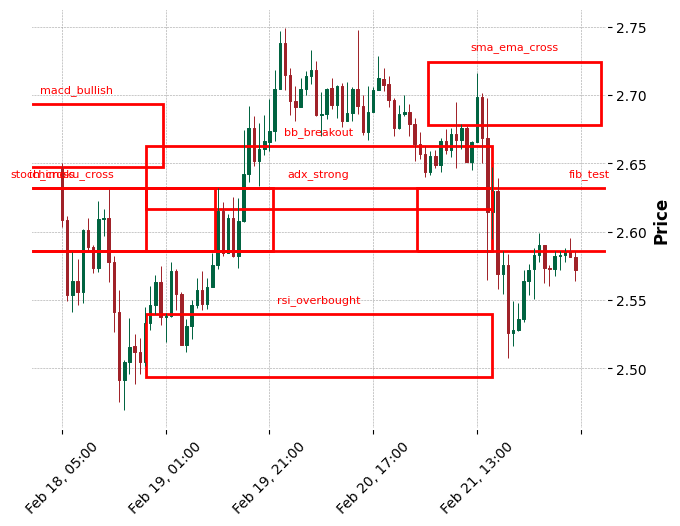 sma_ema_cross
macd_bullish
bb_breakout
adx_strong
fib_test
rsi_overbought
2.75
2.70
2.65
2.60
2.55
2.50
Price
Feb 18, 05:00
Feb 19, 01:00
Feb 19, 21:00
Feb 20, 17:00
Feb 21, 13:00